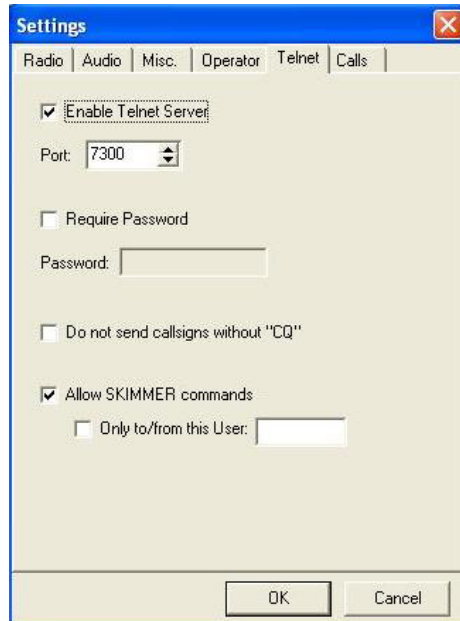 Settings
Radio Audio Misc. Operator Telnet Calls
Enable Telnet Server
Port: 7300
Require Password
Password:
Do not send callsigns without "CQ"
Allow SKIMMER commands
Only to/from this User:
OK Cancel